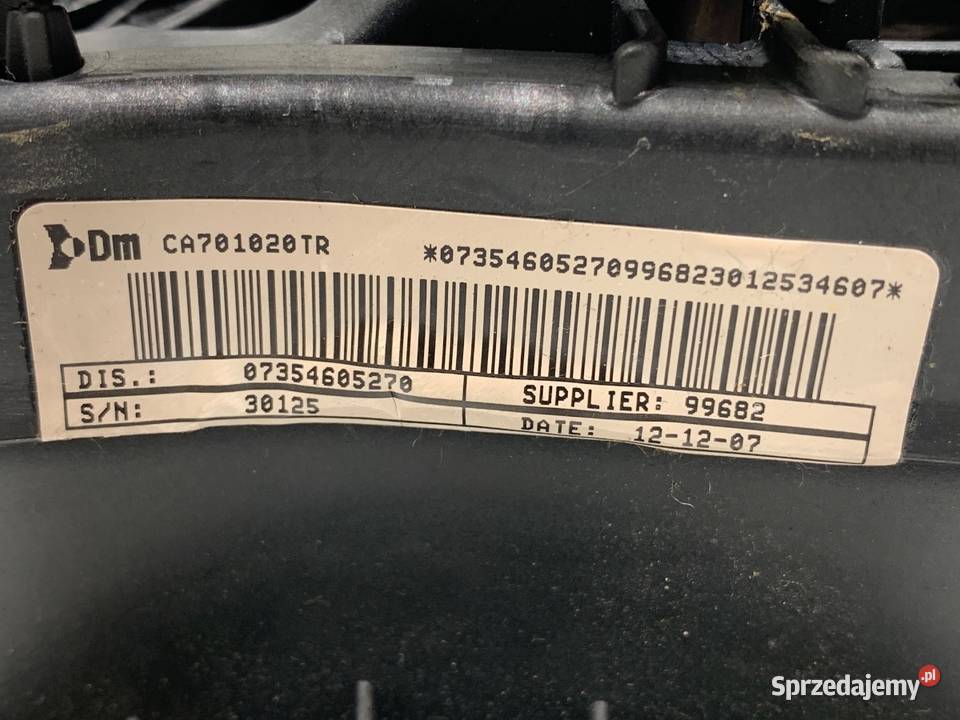 Dm CA701020TR *07354605270996823012534607*
DIS.: 07354605270 SUPPLIER: 99682
S/N: 30125 DATE: 12-12-07
Sprzedajemy .pl